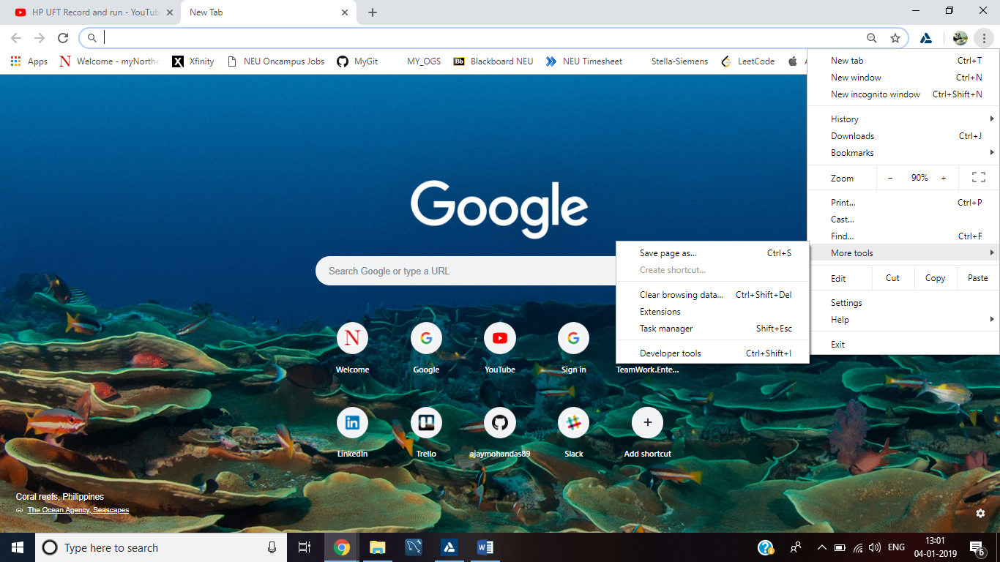 HP UFT Record and run - YouTub
New Tab
Apps
Welcome - myNorthe
Xfinity
NEU Oncampus Jobs
MyGit
MY_OGS
Bb
Blackboard NEU
NEU Timesheet
Stella-Siemens
LeetCode
New tab Ctrl+T
New window Ctrl+N
New incognito window Ctrl+Shift+N
History
Downloads Ctrl+J
Bookmarks
Zoom - 90% +
Print... Ctrl+P
Cast...
Find... Ctrl+F
More tools
Edit Cut Copy Paste
Settings
Help
Exit
Save page as... Ctrl+S
Create shortcut...
Clear browsing data... Ctrl+Shift+Del
Extensions
Task manager Shift+Esc
Developer tools Ctrl+Shift+I
Google
Search Google or type a URL
Welcome Google YouTube Sign in TeamWork.Ente...
LinkedIn Trello ajaymohandas89 Slack Add shortcut
Coral reefs, Philippines
The Ocean Agency, Seascapes
Type here to search
ENG
13:01
04-01-2019
6